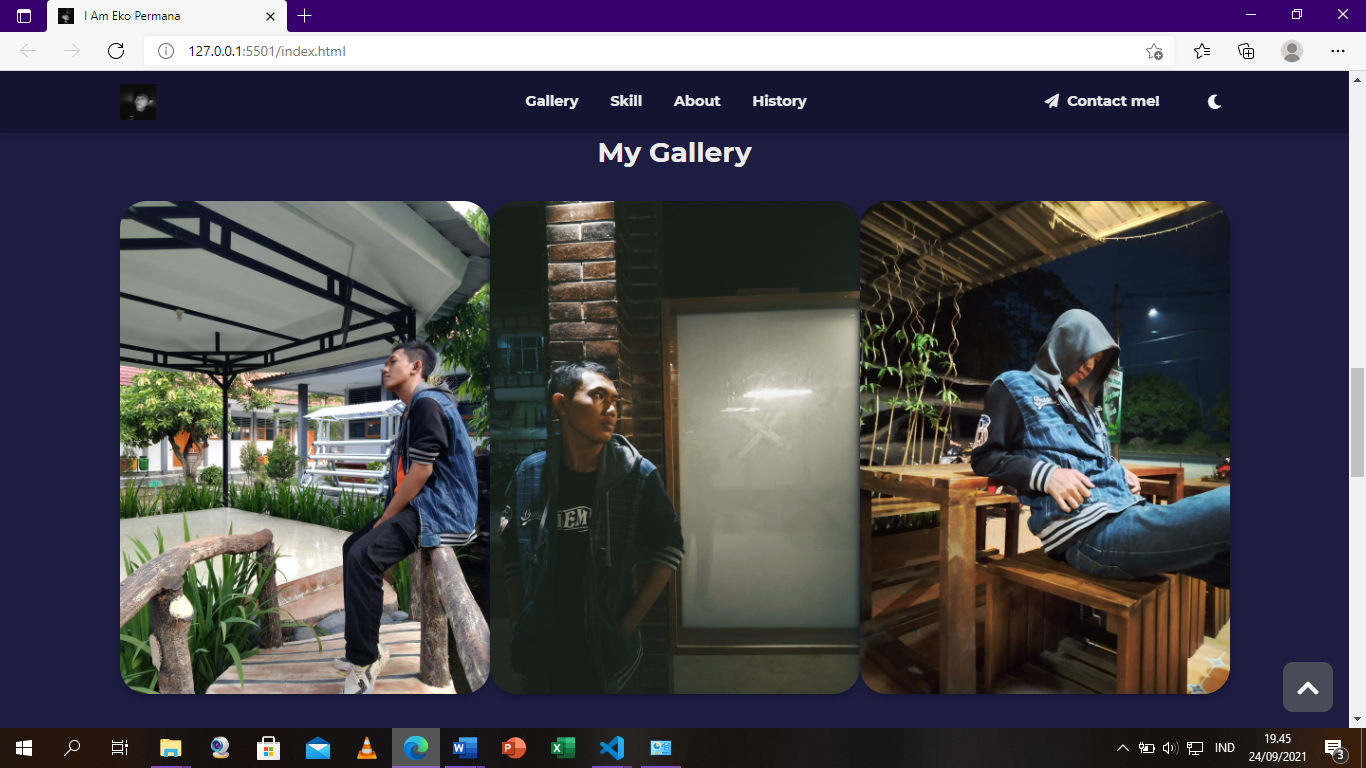 I Am Eko Permana
127.0.0.1:5501/index.html
Gallery Skill About History Contact me!
My Gallery
IND
19.45
24/09/2021
3